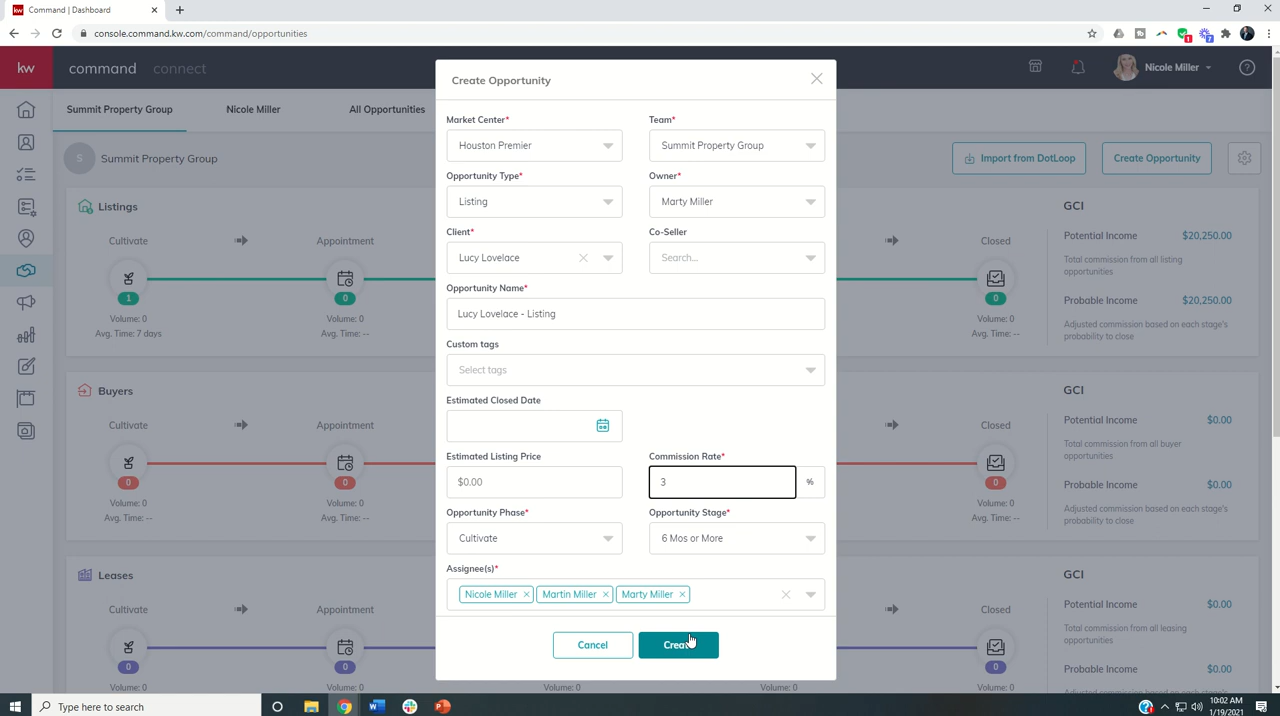 Command | Dashboard
console.command.kw.com/command/opportunities
kw command connect
Nicole Miller
Summit Property Group Nicole Miller All Opportunities
S Summit Property Group
Import from DotLoop Create Opportunity
Create Opportunity
Market Center* Team*
Houston Premier Summit Property Group
Opportunity Type* Owner*
Listing Marty Miller
Client* Co-Seller
Lucy Lovelace Search...
Opportunity Name*
Lucy Lovelace - Listing
Custom tags
Select tags
Estimated Closed Date
Estimated Listing Price Commission Rate*
$0.00 3 %
Opportunity Phase* Opportunity Stage*
Cultivate 6 Mos or More
Assignee(s)*
Nicole Miller Martin Miller Marty Miller
Cancel
Listings
Cultivate Appointment Closed
1 0 0
Volume: 0 Volume: 0 Volume: 0
Avg. Time: 7 days Avg. Time: -- Avg. Time: --
GCI
Potential Income $20,250.00
Total commission from all listing
opportunities
Probable Income $20,250.00
Adjusted commission based on each stage's
probability to close
Buyers
Cultivate Appointment Closed
0 0 0
Volume: 0 Volume: 0 Volume: 0
Avg. Time: -- Avg. Time: -- Avg. Time: --
GCI
Potential Income $0.00
Total commission from all buyer
opportunities
Probable Income $0.00
Adjusted commission based on each stage's
probability to close
Leases
Cultivate Appointment Closed
0 0 0
Volume: 0 Volume: 0 Volume: 0 Volume: 0 Volume: 0
GCI
Potential Income $0.00
Total commission from all leasing
opportunities
Probable Income $0.00
Type here to search
10:02 AM
1/19/2021